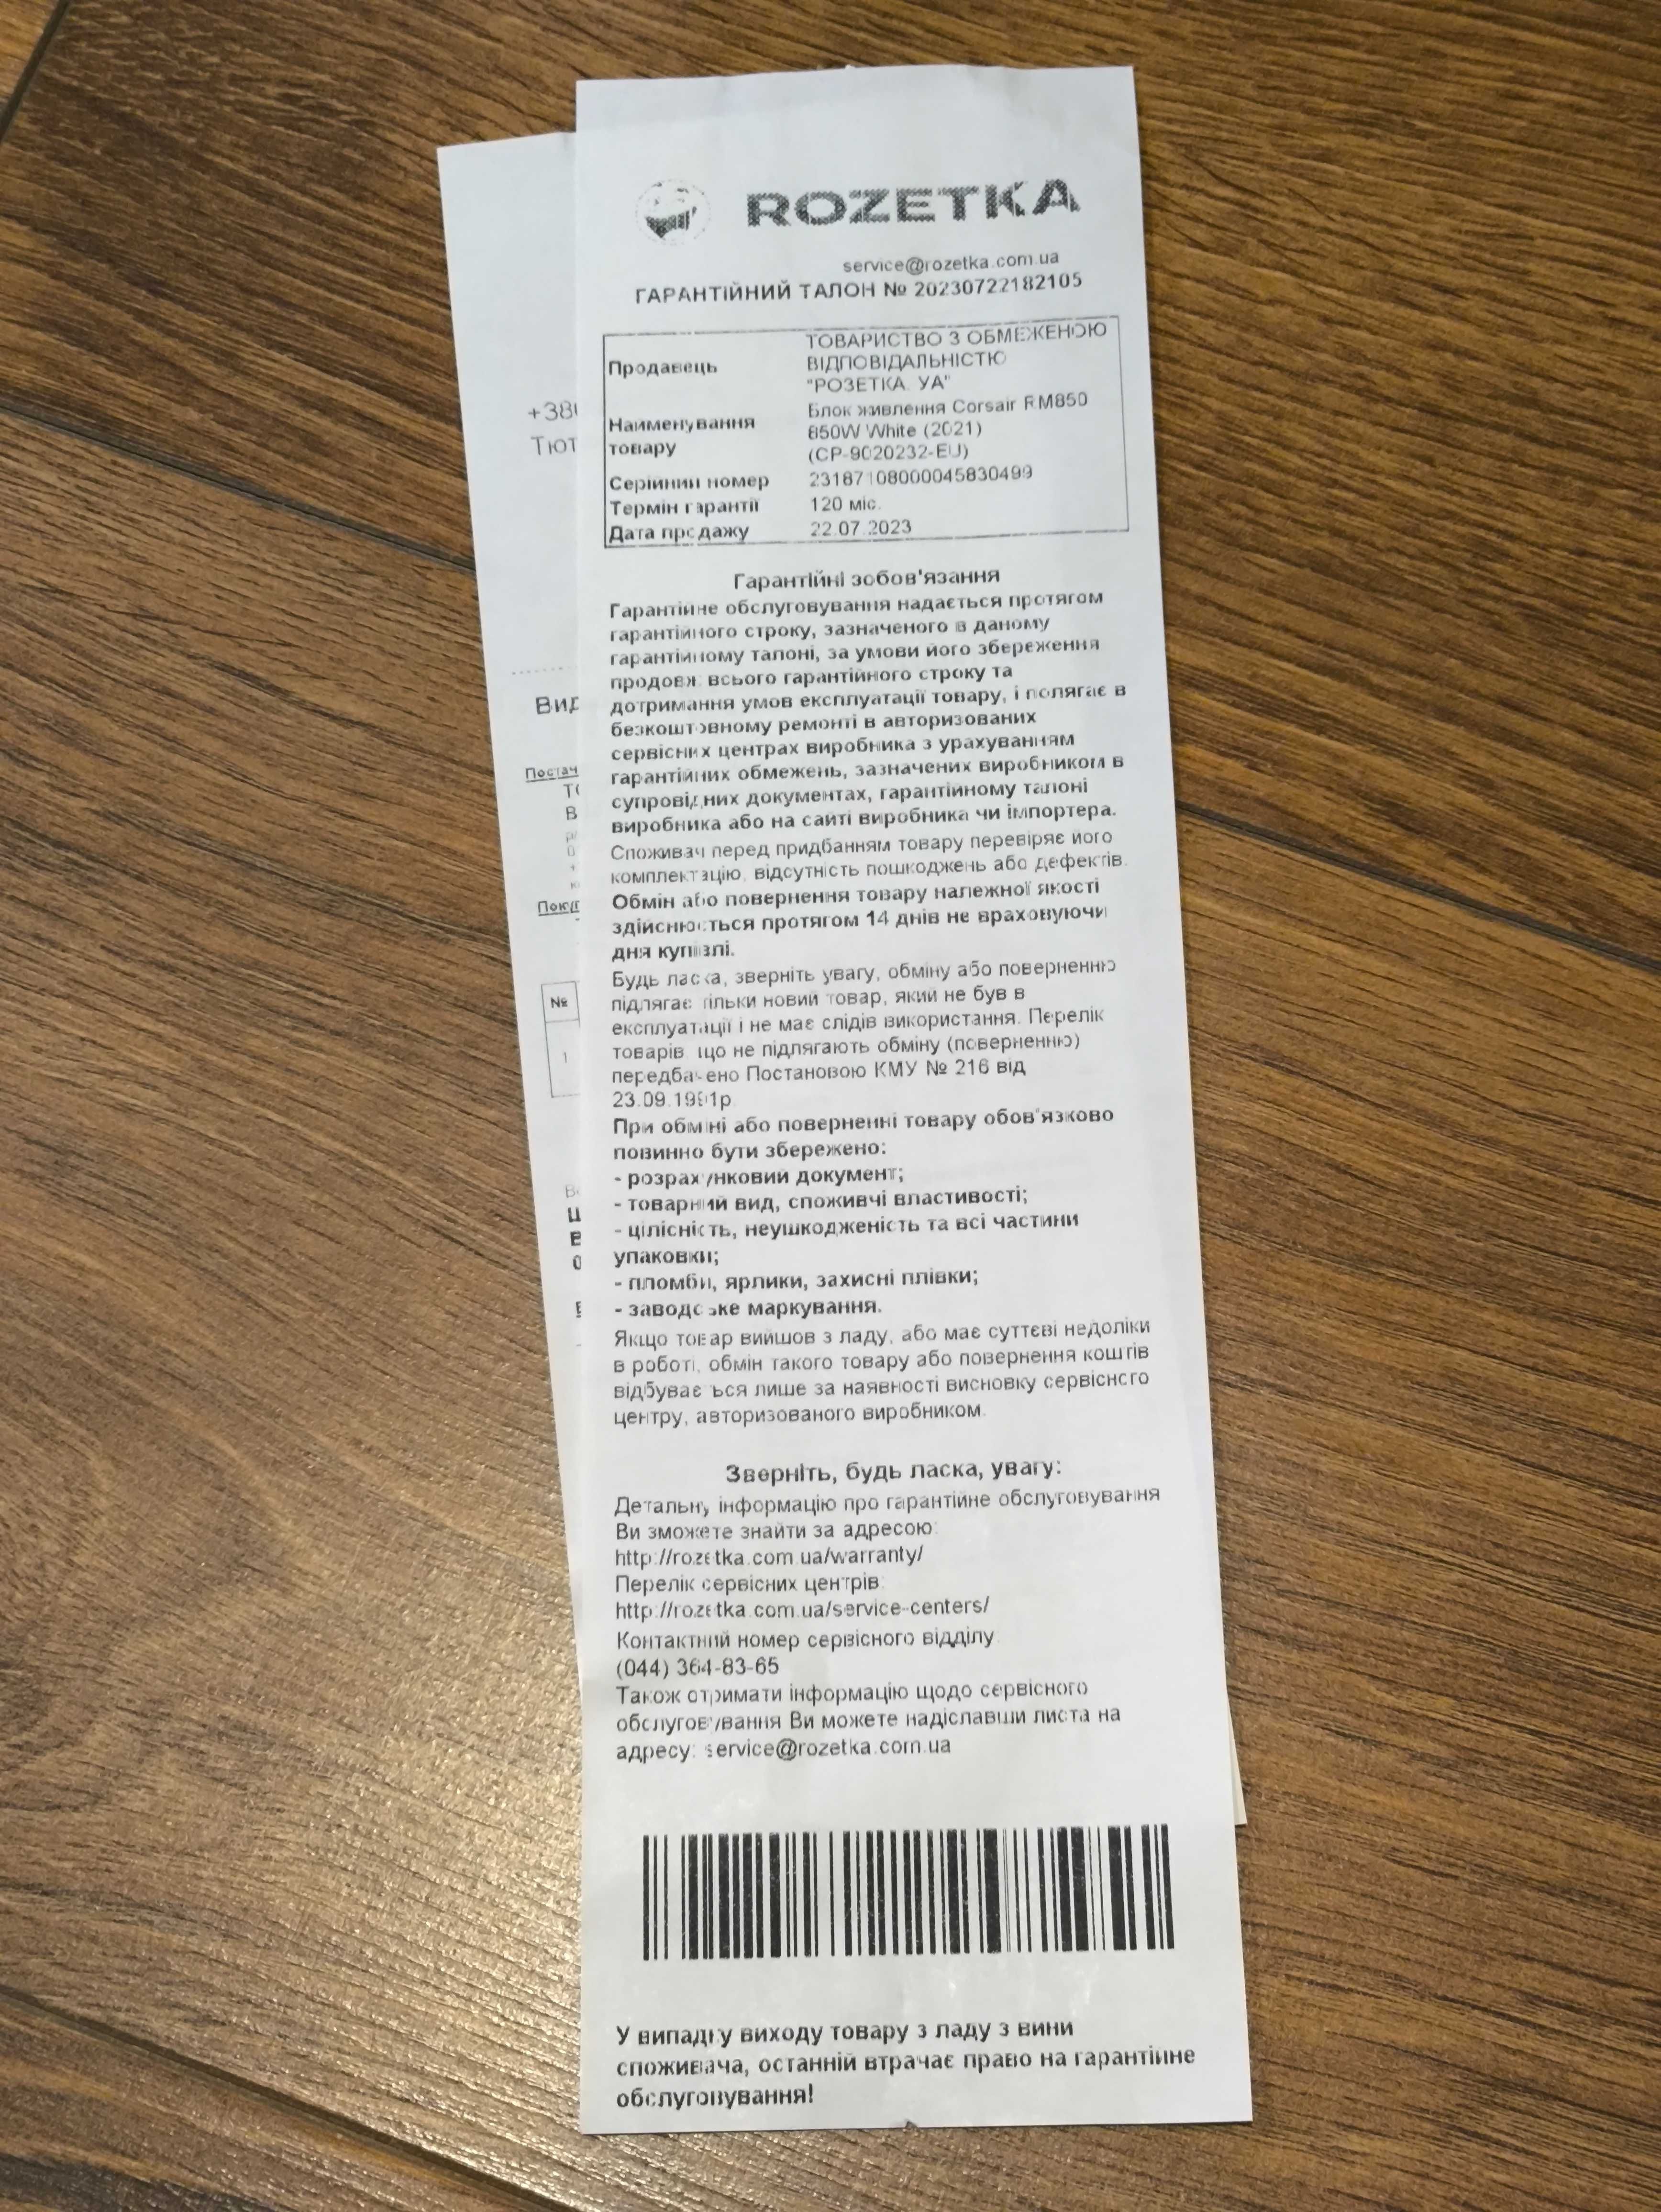 ROZETKA
service@rozetka.com.ua
ГАРАНТІЙНИЙ ТАЛОН № 20230722182105
Продавець
ТОВАРИСТВО З ОБМЕЖЕНОЮ
ВІДПОВІДАЛЬНІСТЮ
"РОЗЕТКА. УА"
Найменування
товару
Блок живлення Corsair RM850
850W White (2021)
(CP-9020232-EU)
Серійний номер 23187108000045830499
Термін гарантії 120 міс.
Дата продажу 22.07.2023
Гарантійні зобов'язання
Гарантійне обслуговування надається протягом
гарантійного строку, зазначеного в даному
гарантійному талоні, за умови його збереження
продовж всього гарантійного строку та
дотримання умов експлуатації товару, і полягає в
безкоштовному ремонті в авторизованих
сервісних центрах виробника з урахуванням
гарантійних обмежень, зазначених виробником в
супровідних документах, гарантійному талоні
виробника або на сайті виробника чи імпортера.
Споживач перед придбанням товару перевіряє його
комплектацію, відсутність пошкоджень або дефектів.
Обмін або повернення товару належної якості
здійснюється протягом 14 днів не враховуючи
дня купівлі.
Будь ласка, зверніть увагу, обміну або поверненню
підлягає тільки новий товар, який не був в
експлуатації і не має слідів використання. Перелік
товарів, що не підлягають обміну (поверненню)
передбачено Постановою КМУ № 216 від
23.09.1991р.
При обміні або поверненні товару обов'язково
повинно бути збережено:
- розрахунковий документ;
- товарний вид, споживчі властивості;
- цілісність, неушкодженість та всі частини
упаковки;
- пломби, ярлики, захисні плівки;
- заводське маркування.
Якщо товар вийшов з ладу, або має суттєві недоліки
в роботі, обмін такого товару або повернення коштів
відбувається лише за наявності висновку сервісного
центру, авторизованого виробником.
Зверніть, будь ласка, увагу:
Детальну інформацію про гарантійне обслуговування
Ви зможете знайти за адресою:
http://rozetka.com.ua/warranty/
Перелік сервісних центрів:
http://rozetka.com.ua/service-centers/
Контактний номер сервісного відділу
(044) 364-83-65
Також отримати інформацію щодо сервісного
обслуговування Ви можете надіславши листа на
адресу: service@rozetka.com.ua
У випадку виходу товару з ладу з вини
споживача, останній втрачає право на гарантійне
обслуговування!
+38
Тют
Вид
Постач
№
1